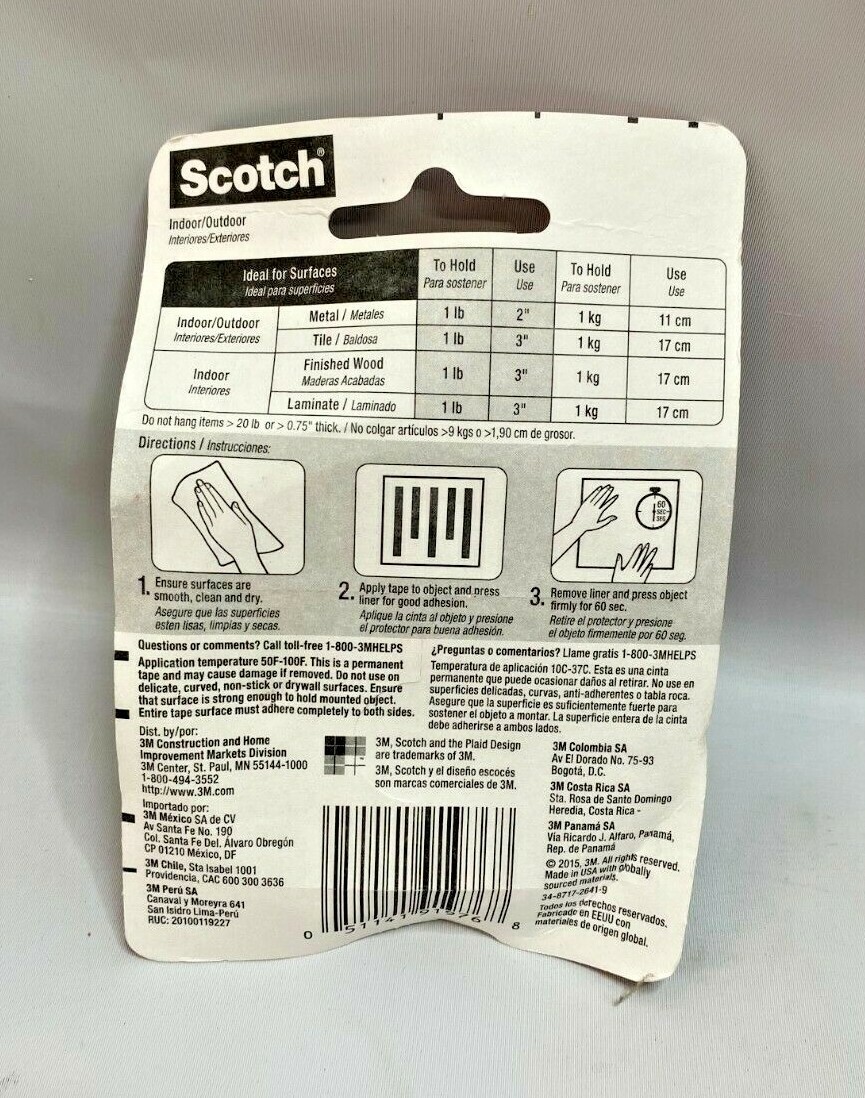 Scotch®
Indoor/Outdoor
Interiores/Exteriores
Ideal for Surfaces
Ideal para superficies
To Hold
Para sostener
Use
Use
To Hold
Para sostener
Use
Use
Indoor/Outdoor
Interiores/Exteriores
Metal / Metales
1 lb
2"
1 kg
11 cm
Tile / Baldosa
1 lb
3"
1 kg
17 cm
Indoor
Interiores
Finished Wood
Maderas Acabadas
1 lb
3"
1 kg
17 cm
Laminate / Laminado
1 lb
3"
1 kg
17 cm
Do not hang items > 20 lb or > 0.75" thick. / No colgar artículos >9 kgs o >1,90 cm de grosor.
Directions / Instrucciones:
60
SEC-
SEG
1. Ensure surfaces are
smooth, clean and dry.
Asegure que las superficies
esten lisas, limpias y secas.
2. Apply tape to object and press
liner for good adhesion.
Aplique la cinta al objeto y presione
el protector para buena adhesión.
3. Remove liner and press object
firmly for 60 sec.
Retire el protector y presione
el objeto firmemente por 60 seg.
Questions or comments? Call toll-free 1-800-3MHELPS
Application temperature 50F-100F. This is a permanent
tape and may cause damage if removed. Do not use on
delicate, curved, non-stick or drywall surfaces. Ensure
that surface is strong enough to hold mounted object.
Entire tape surface must adhere completely to both sides.
¿Preguntas o comentarios? Llame gratis 1-800-3MHELPS
Temperatura de aplicación 10C-37C. Esta es una cinta
permanente que puede ocasionar daños al retirar. No use en
superficies delicadas, curvas, anti-adherentes o tabla roca.
Asegure que la superficie es suficientemente fuerte para
sostener el objeto a montar. La superficie entera de la cinta
debe adherirse a ambos lados.
Dist. by/por:
3M Construction and Home
Improvement Markets Division
3M Center, St. Paul, MN 55144-1000
1-800-494-3552
http://www.3M.com
Importado por:
3M México SA de CV
Av Santa Fe No. 190
Col. Santa Fe Del. Álvaro Obregón
CP 01210 México, DF
3M Chile, Sta Isabel 1001
Providencia, CAC 600 300 3636
3M Perú SA
Canaval y Moreyra 641
San Isidro Lima-Perú
RUC: 20100119227
3M, Scotch and the Plaid Design
are trademarks of 3M.
3M, Scotch y el diseño escocés
son marcas comerciales de 3M.
3M Colombia SA
Av El Dorado No. 75-93
Bogotá, D.C.
3M Costa Rica SA
Sta. Rosa de Santo Domingo
Heredia, Costa Rica -
3M Panamá SA
Vía Ricardo J. Alfaro, Panamá,
Rep. de Panamá
© 2015, 3M. All rights reserved.
Made in USA with globally
sourced materials.
34-8717-2641-9
Todos los derechos reservados.
Fabricado en EEUU con
materiales de origen global.